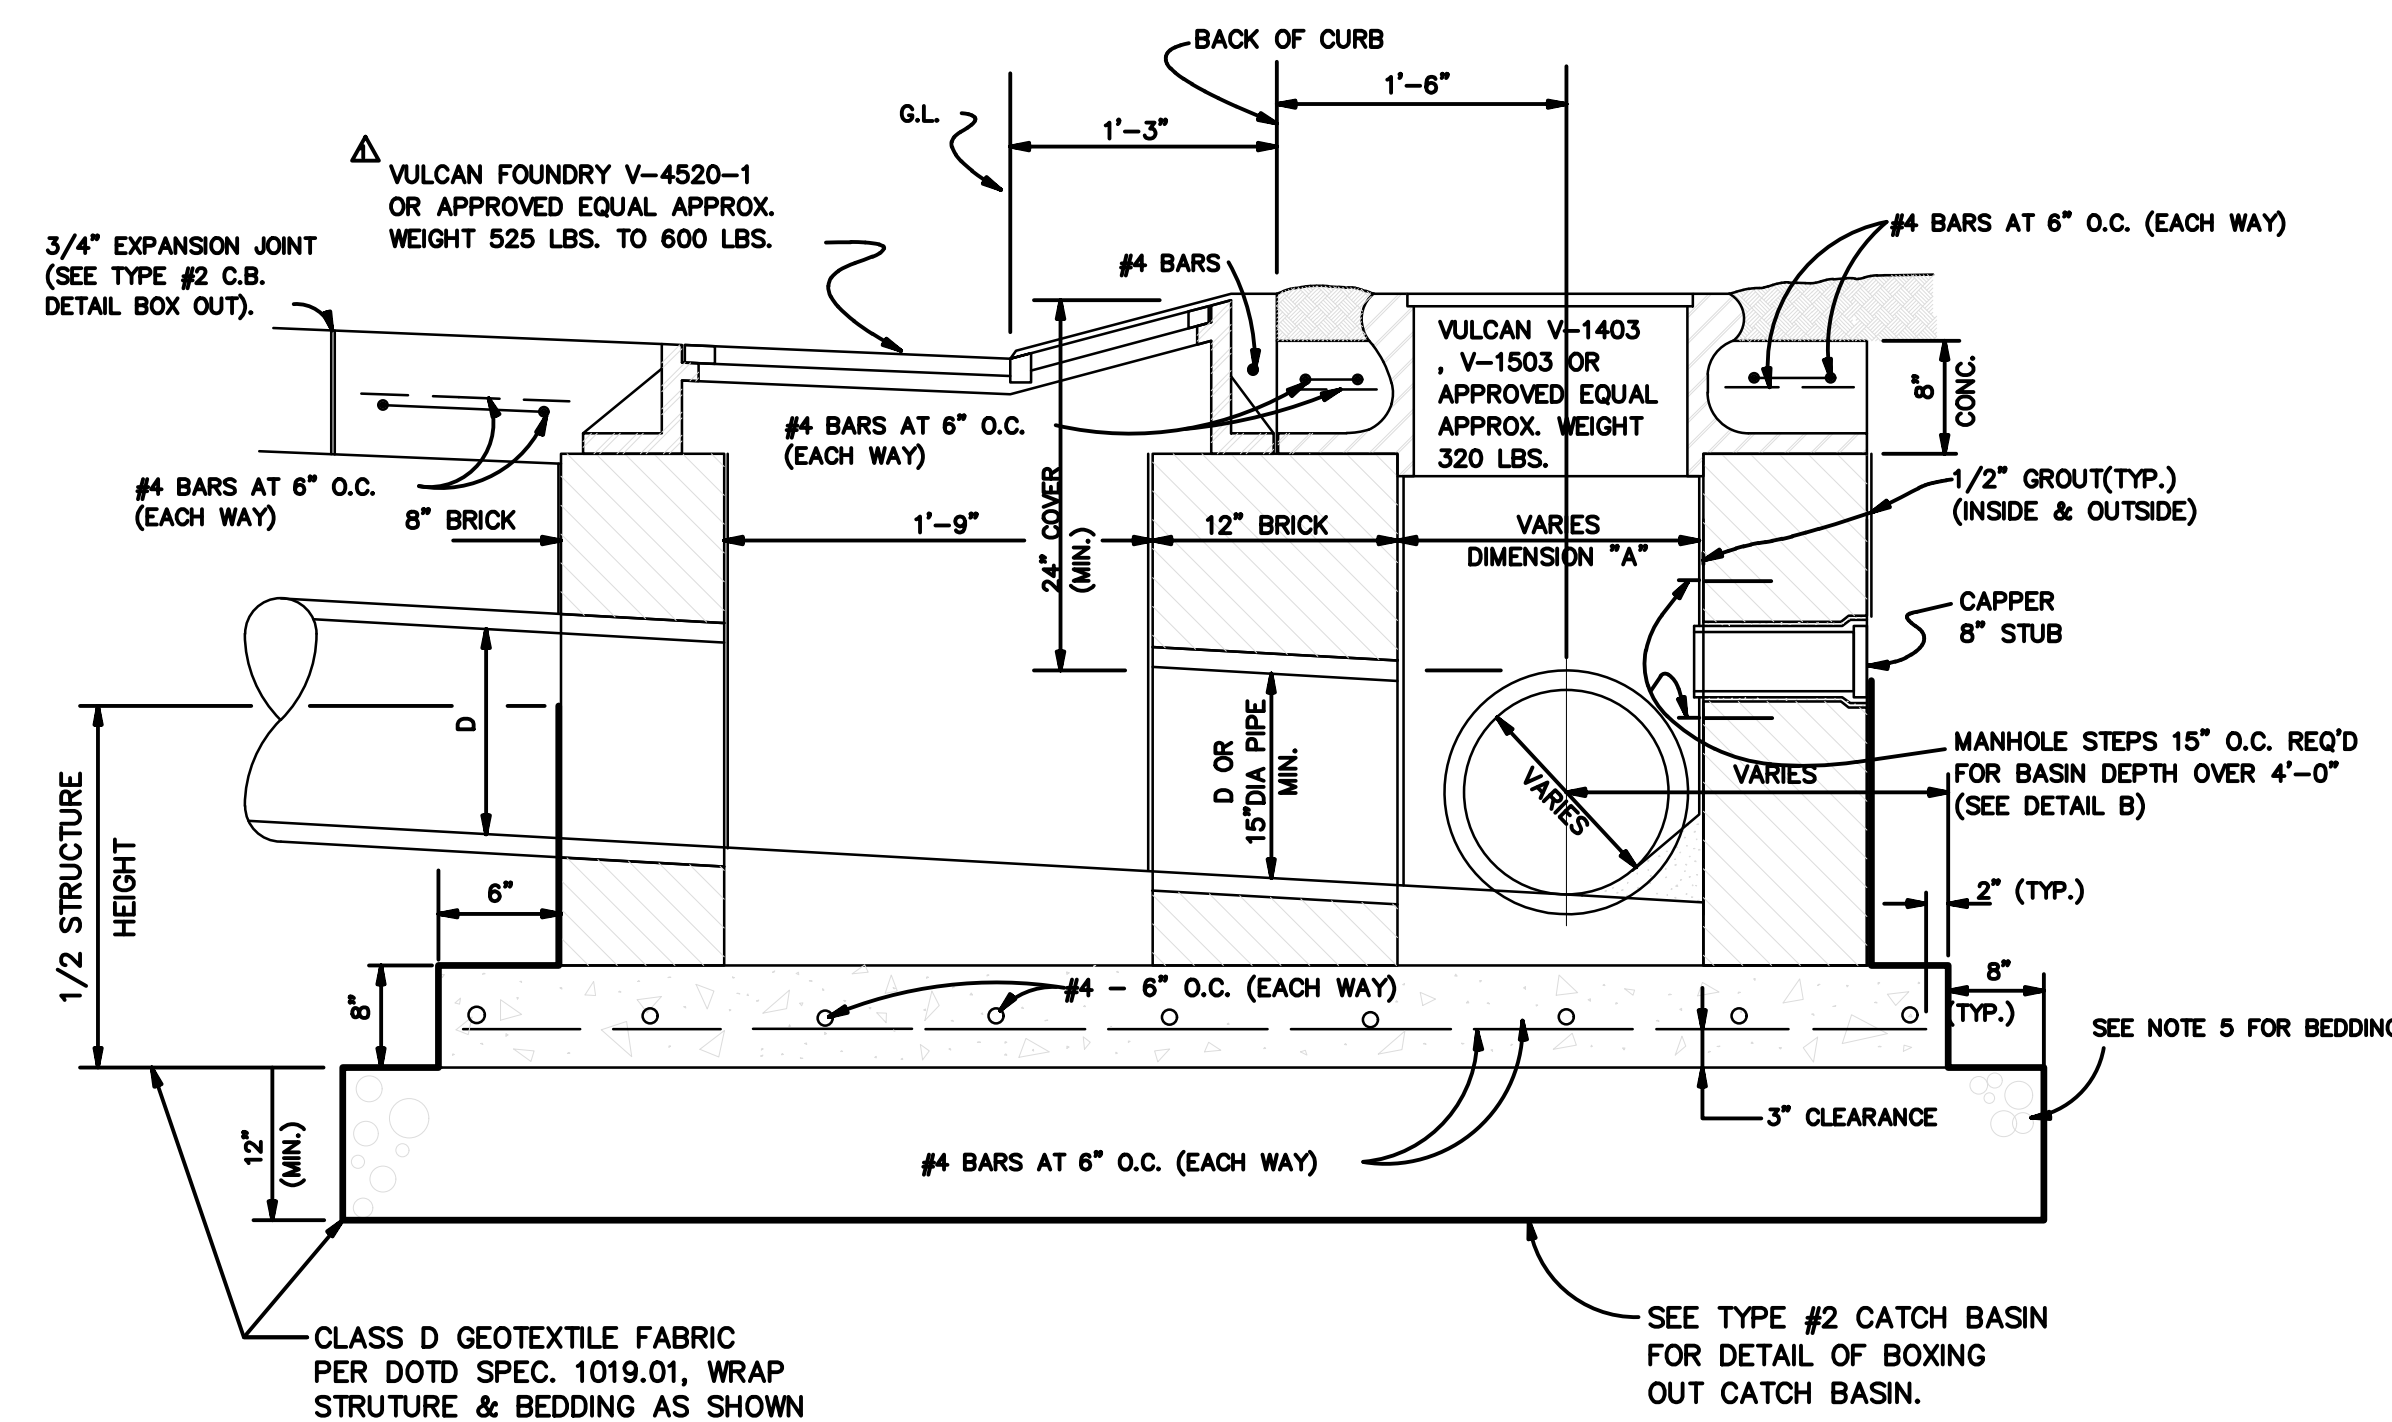 BACK OF CURB
1'-6"
G.L.
1'-3"
1
VULCAN FOUNDRY V-4520-1
OR APPROVED EQUAL APPROX.
WEIGHT 525 LBS. TO 600 LBS.
3/4" EXPANSION JOINT
(SEE TYPE #2 C.B.
DETAIL BOX OUT).
#4 BARS
#4 BARS AT 6" O.C. (EACH WAY)
VULCAN V-1403
, V-1503 OR
APPROVED EQUAL
APPROX. WEIGHT
320 LBS.
8"
CONC.
#4 BARS AT 6" O.C.
(EACH WAY)
#4 BARS AT 6" O.C.
(EACH WAY)
8" BRICK
1'-9"
24" COVER
(MIN.)
12" BRICK
VARIES
DIMENSION "A"
1/2" GROUT(TYP.)
(INSIDE & OUTSIDE)
CAPPER
8" STUB
D
D OR
15"DIA PIPE
MIN.
VARIES
VARIES
MANHOLE STEPS 15" O.C. REQ'D
FOR BASIN DEPTH OVER 4'-0"
(SEE DETAIL B)
1/2 STRUCTURE
HEIGHT
6"
2" (TYP.)
8"
(TYP.)
8"
#4 - 6" O.C. (EACH WAY)
SEE NOTE 5 FOR BEDDING
3" CLEARANCE
12"
(MIN.)
#4 BARS AT 6" O.C. (EACH WAY)
CLASS D GEOTEXTILE FABRIC
PER DOTD SPEC. 1019.01, WRAP
STRUTURE & BEDDING AS SHOWN
SEE TYPE #2 CATCH BASIN
FOR DETAIL OF BOXING
OUT CATCH BASIN.